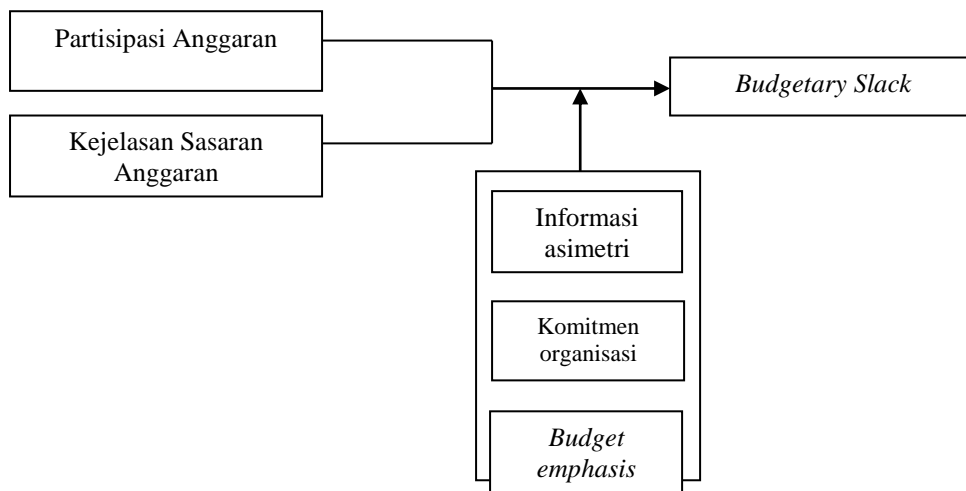 Partisipasi Anggaran
Budgetary Slack
Kejelasan Sasaran
Anggaran
Informasi
asimetri
Komitmen
organisasi
Budget
emphasis